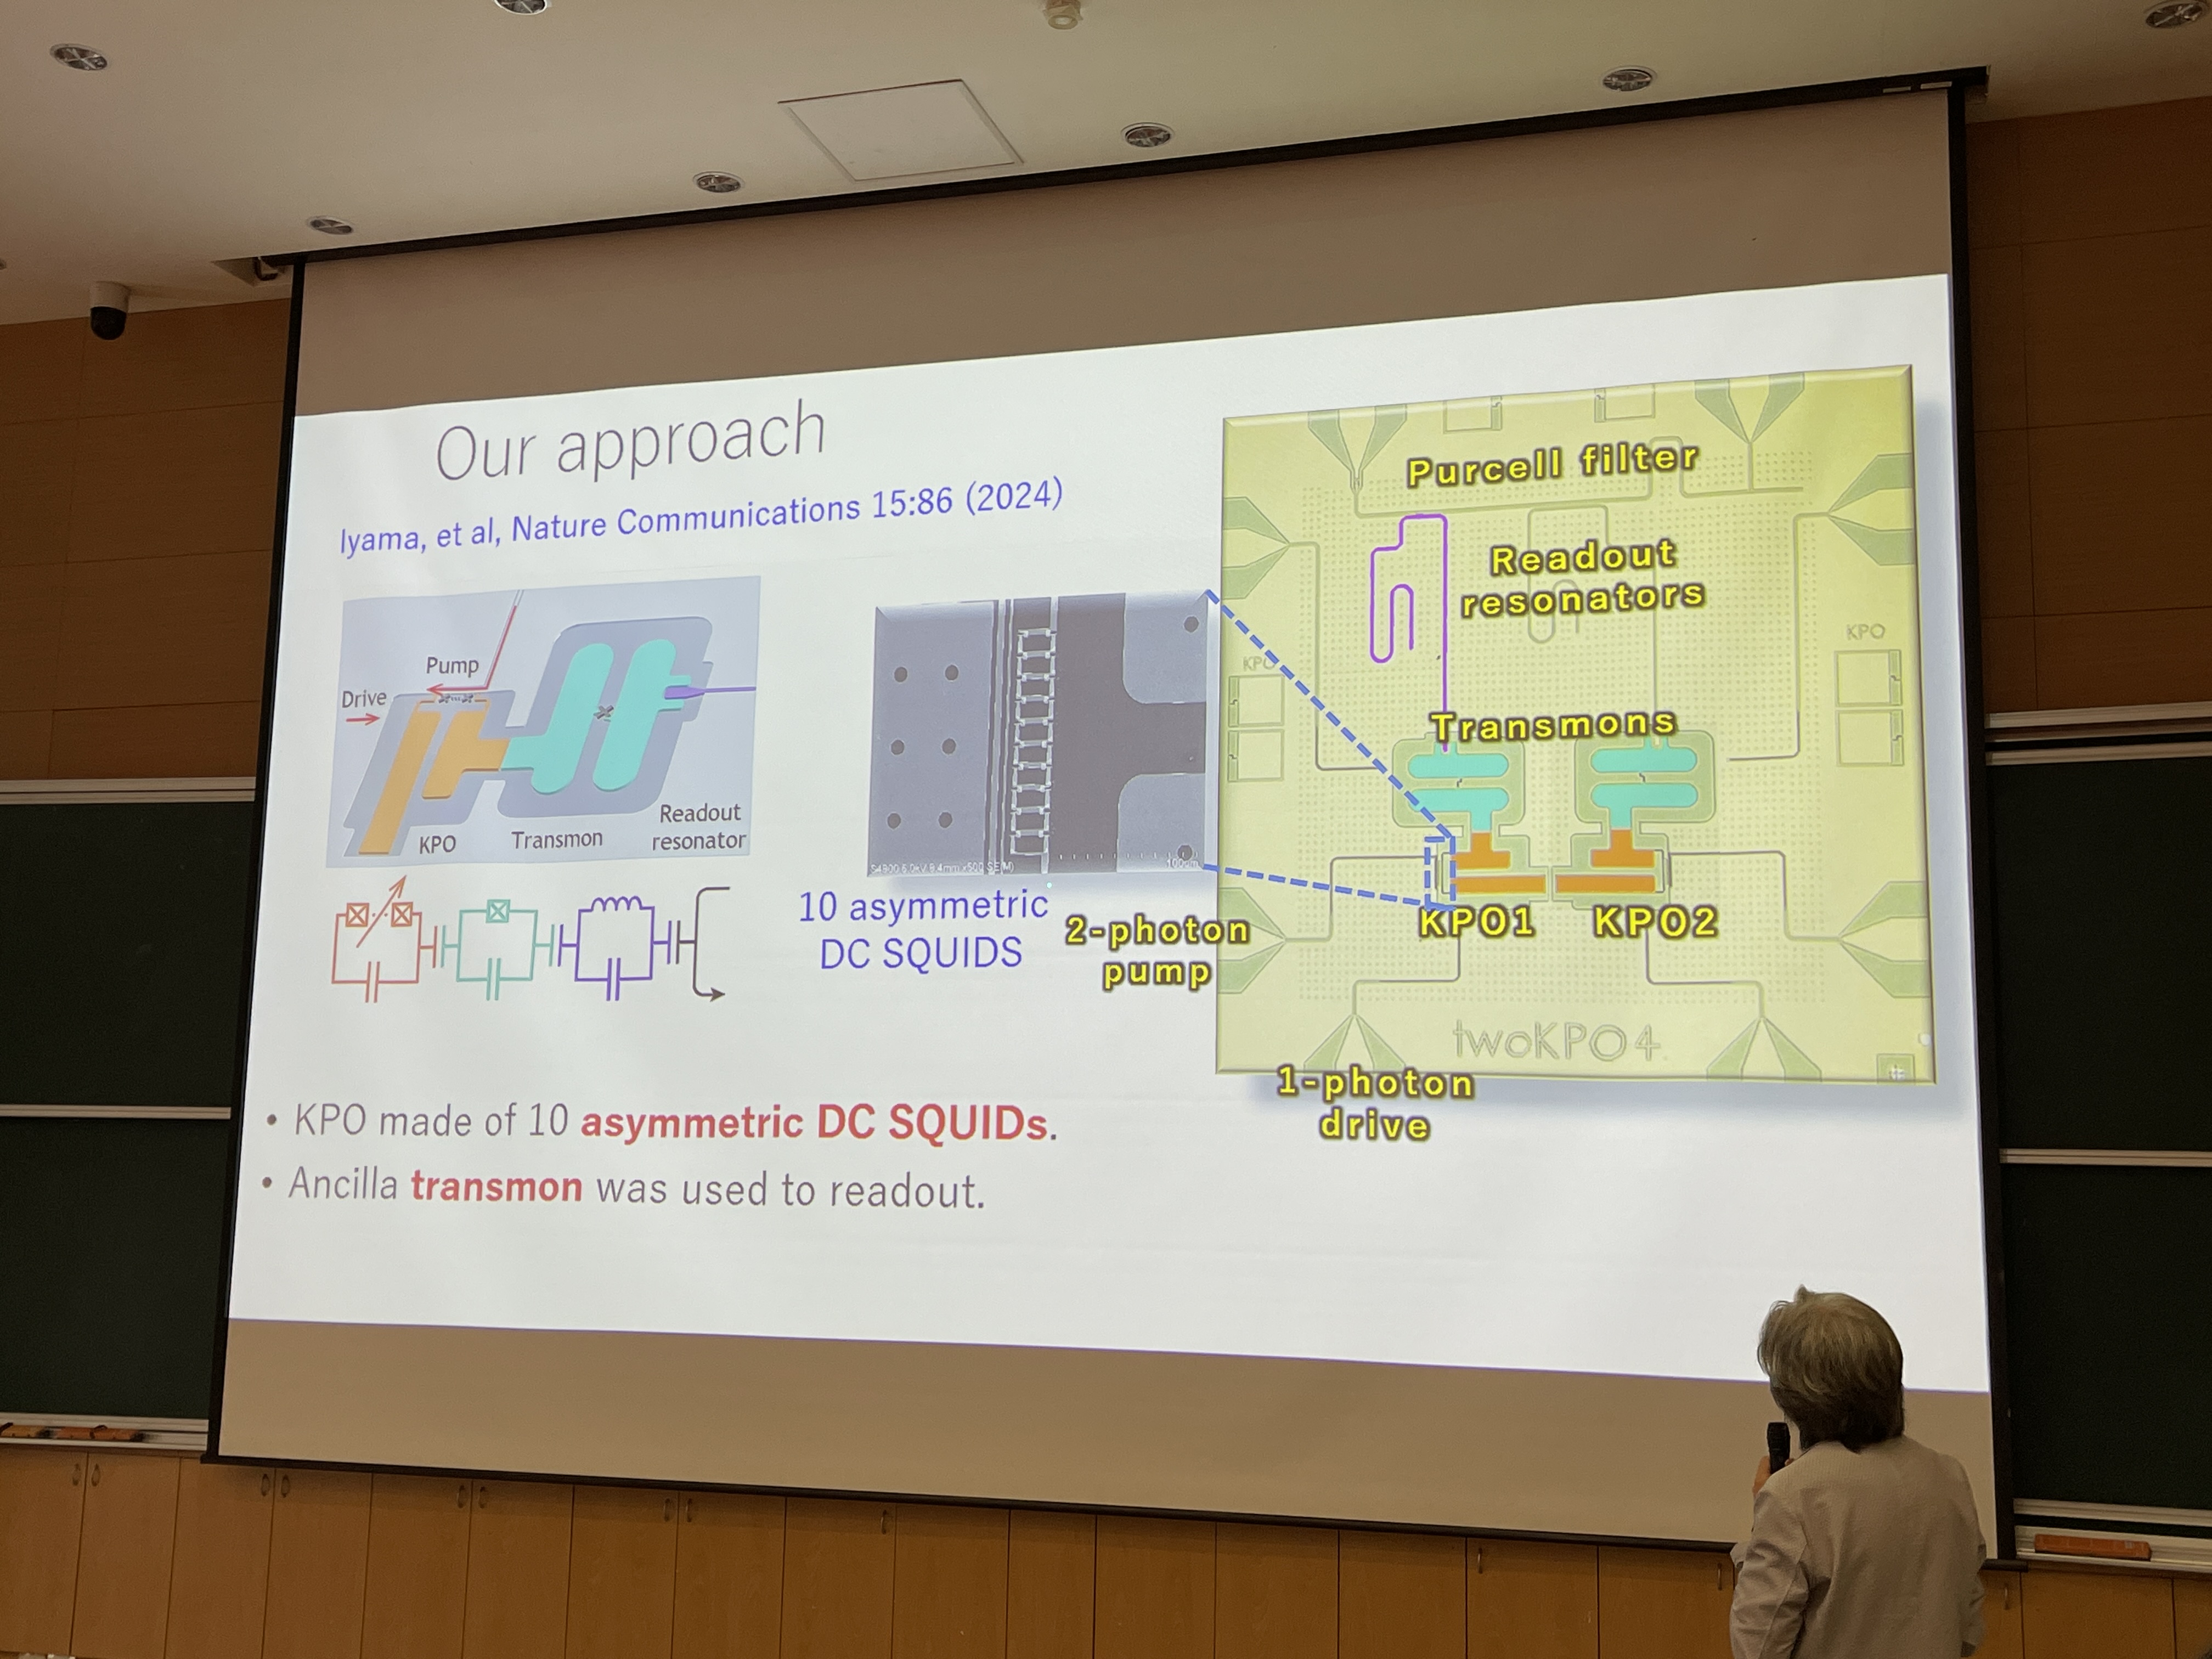 Our approach
Iyama, et al, Nature Communications 15:86 (2024)
Pump
Drive
KPO
Transmon
Readout
resonator
10 asymmetric
DC SQUIDS
Purcell filter
Readout
resonators
KPO
KPO
Transmons
KPO1
KPO2
2-photon
pump
twoKPO4
1-photon
drive
• KPO made of 10 asymmetric DC SQUIDs.
• Ancilla transmon was used to readout.